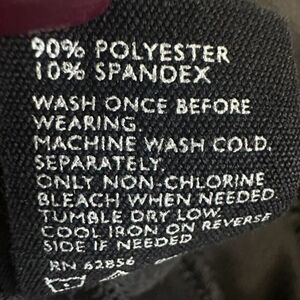 90% POLYESTER
10% SPANDEX
WASH ONCE BEFORE
WEARING.
MACHINE WASH COLD.
SEPARATELY.
ONLY NON-CHLORINE
BLEACH WHEN NEEDED
TUMBLE DRY LOW.
COOL IRON ON REVERSE
SIDE IF NEEDED
RN 62856